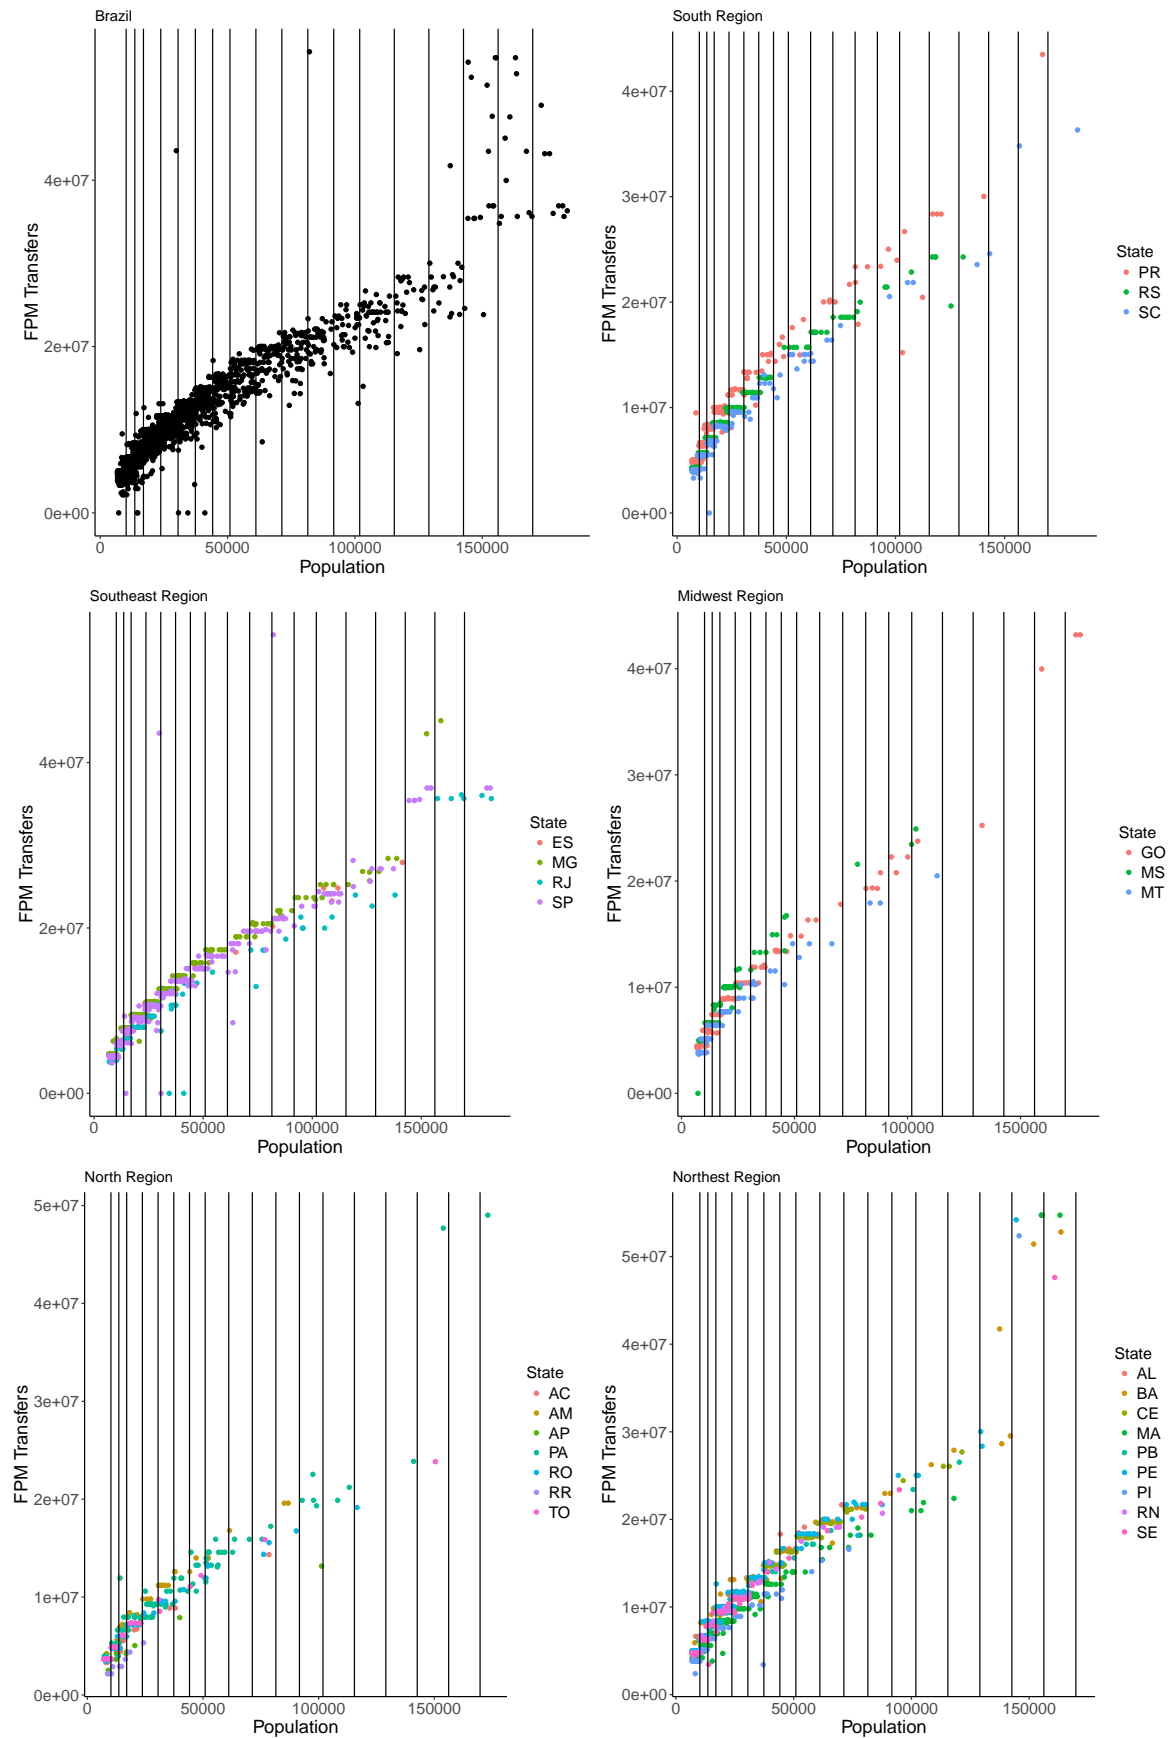 Brazil
FPM Transfers
4e+07
2e+07
0e+00
0 50000 100000 150000
Population
South Region
FPM Transfers
4e+07
3e+07
2e+07
1e+07
0e+00
0 50000 100000 150000
Population
State
PR
RS
SC
Southeast Region
FPM Transfers
4e+07
2e+07
0e+00
0 50000 100000 150000
Population
State
ES
MG
RJ
SP
Midwest Region
FPM Transfers
4e+07
3e+07
2e+07
1e+07
0e+00
0 50000 100000 150000
Population
State
GO
MS
MT
North Region
FPM Transfers
5e+07
4e+07
3e+07
2e+07
1e+07
0e+00
0 50000 100000 150000
Population
State
AC
AM
AP
PA
RO
RR
TO
Northest Region
FPM Transfers
5e+07
4e+07
3e+07
2e+07
1e+07
0e+00
0 50000 100000 150000
Population
State
AL
BA
CE
MA
PB
PE
PI
RN
SE